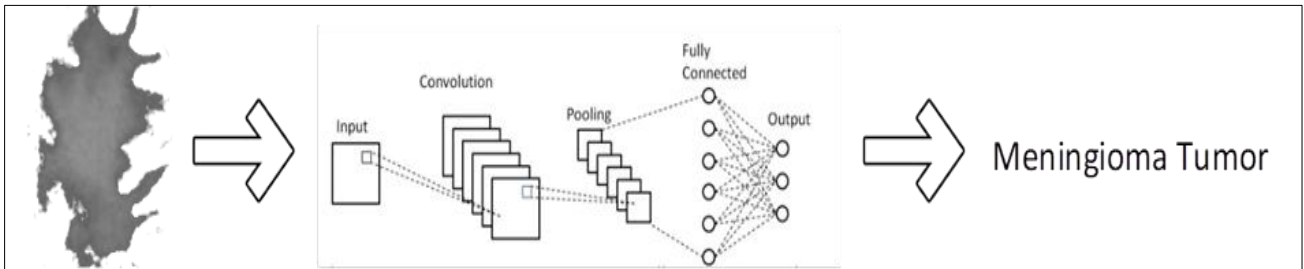 Input
Convolution
Pooling
Fully
Connected
Output
Meningioma Tumor